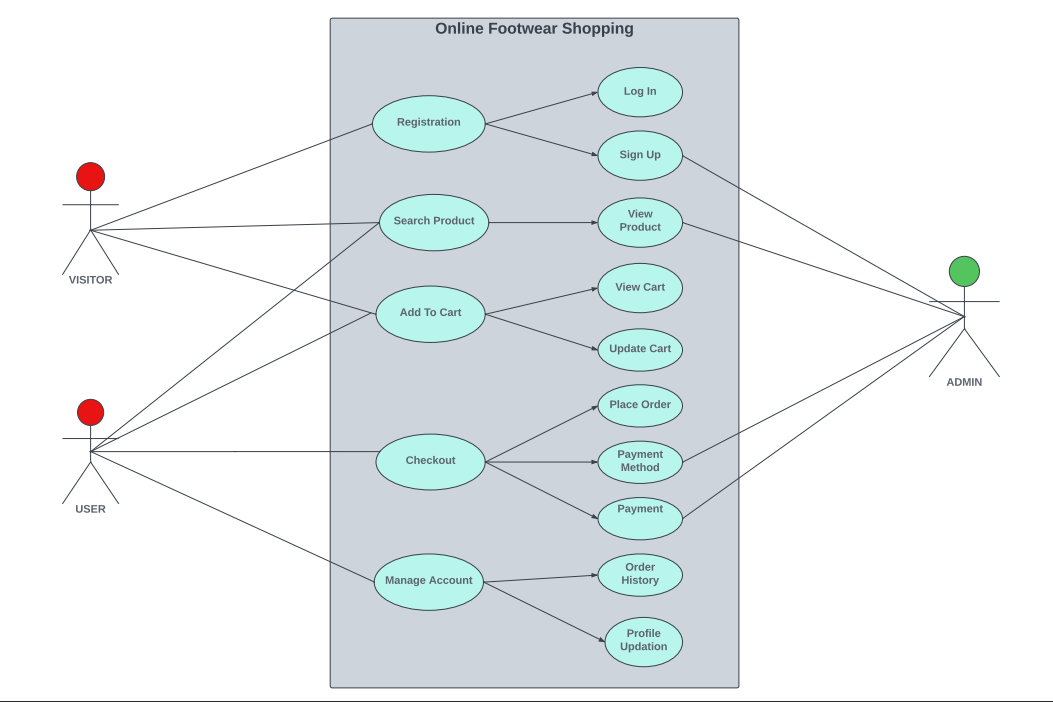 Online Footwear Shopping
Log In
Registration
Sign Up
Search Product
View
Product
VISITOR
View Cart
Add To Cart
Update Cart
ADMIN
Place Order
Checkout
Payment
Method
USER
Payment
Manage Account
Order
History
Profile
Updation